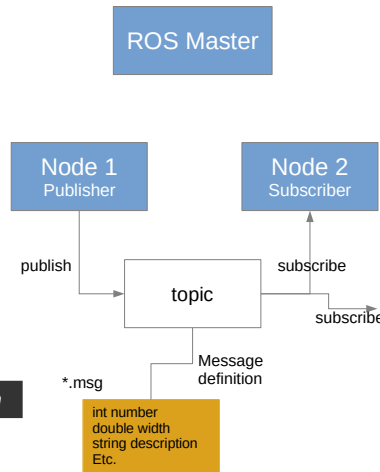 ROS Master
Node 1
Publisher
Node 2
Subscriber
publish
subscribe
topic
subscribe
Message
definition
*.msg
int number
double width
string description
Etc.